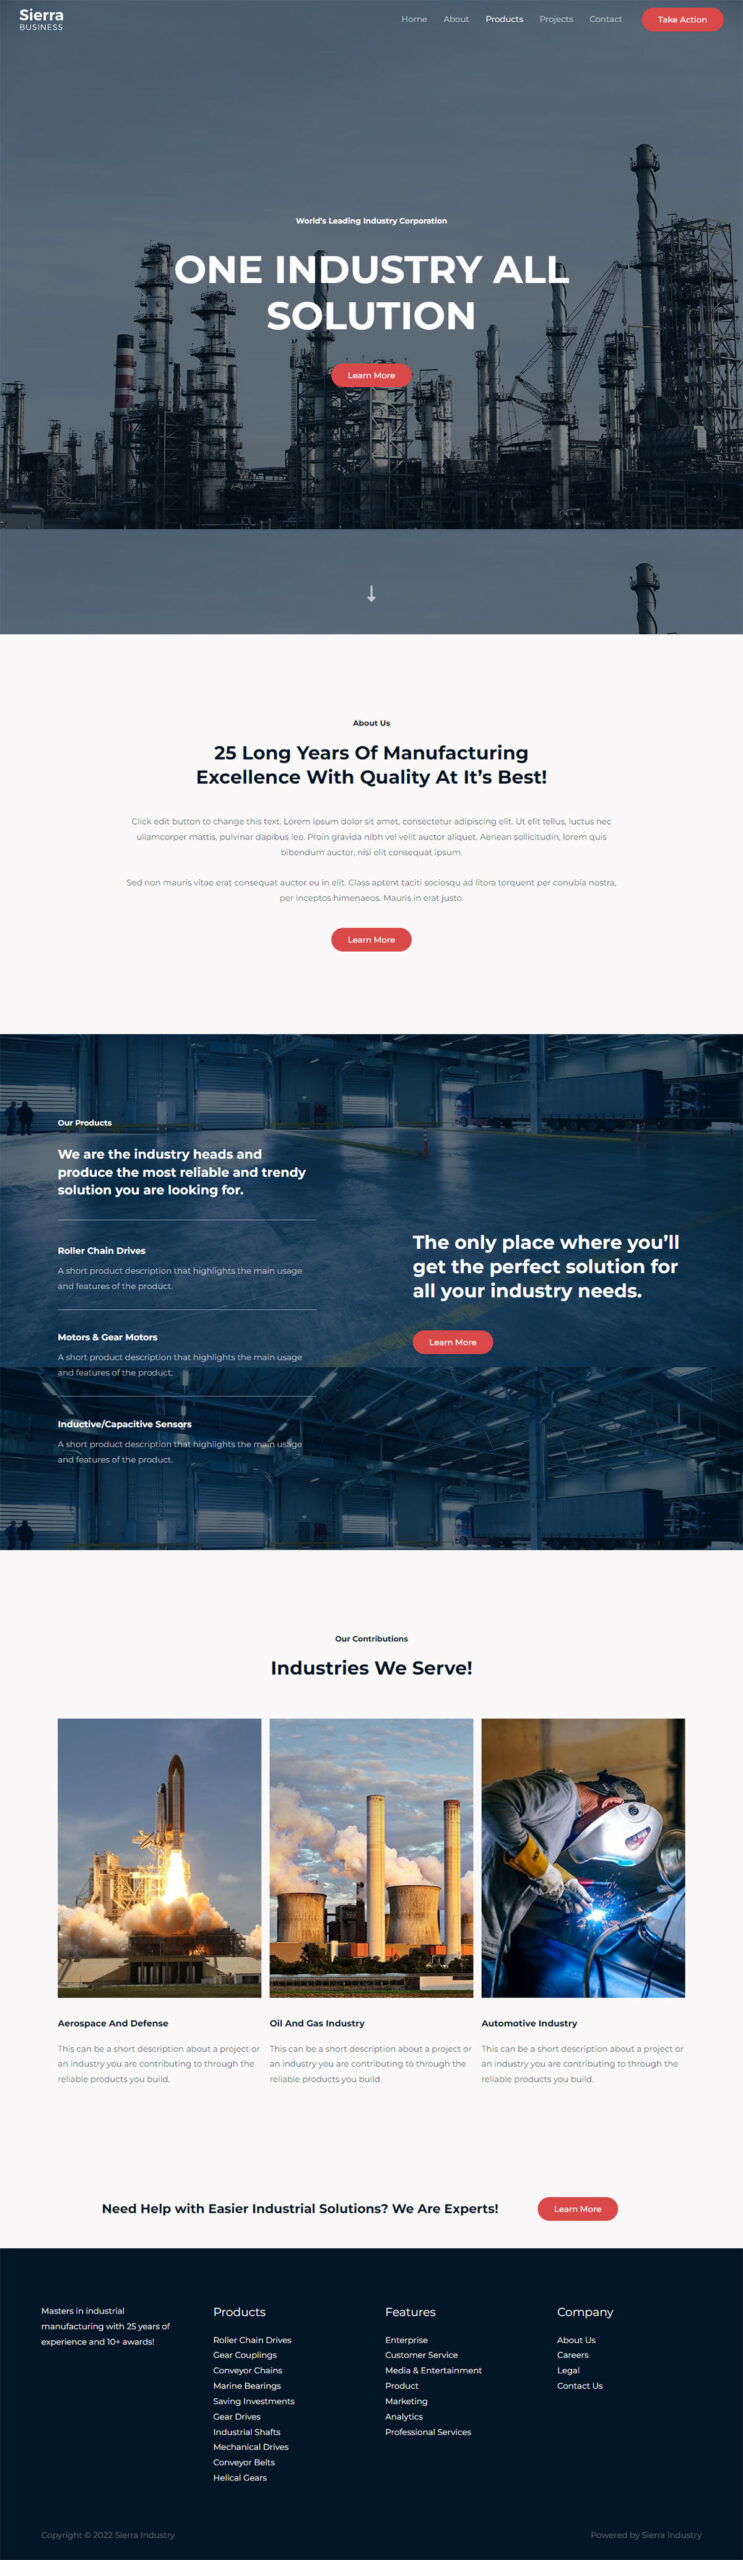 Sierra
BUSINESS
Home
About
Products
Projects
Contact
Take Action
World's Leading Industry Corporation
ONE INDUSTRY ALL
SOLUTION
Learn More
About Us
25 Long Years Of Manufacturing
Excellence With Quality At It's Best!
Click edit button to change this text. Lorem ipsum dolor sit amet, consectetur adipiscing elit. Ut elit tellus, luctus nec
ullamcorper mattis, pulvinar dapibus leo. Proin gravida nibh vel velit auctor aliquet. Aenean sollicitudin, lorem quis
bibendum auctor, nisi elit consequat ipsum.
Sed non mauris vitae erat consequat auctor eu in elit. Class aptent taciti sociosqu ad litora torquent per conubia nostra,
per inceptos himenaeos. Mauris in erat justo.
Learn More
Our Products
We are the industry heads and
produce the most reliable and trendy
solution you are looking for.
Roller Chain Drives
A short product description that highlights the main usage
and features of the product.
Motors & Gear Motors
A short product description that highlights the main usage
and features of the product.
Inductive/Capacitive Sensors
A short product description that highlights the main usage
and features of the product.
The only place where you'll
get the perfect solution for
all your industry needs.
Learn More
Our Contributions
Industries We Serve!
Aerospace And Defense
This can be a short description about a project or
an industry you are contributing to through the
reliable products you build.
Oil And Gas Industry
This can be a short description about a project or
an industry you are contributing to through the
reliable products you build.
Automotive Industry
This can be a short description about a project or
an industry you are contributing to through the
reliable products you build.
Need Help with Easier Industrial Solutions? We Are Experts!
Learn More
Masters in industrial
manufacturing with 25 years of
experience and 10+ awards!
Products
Roller Chain Drives
Gear Couplings
Conveyor Chains
Marine Bearings
Saving Investments
Gear Drives
Industrial Shafts
Mechanical Drives
Conveyor Belts
Helical Gears
Features
Enterprise
Customer Service
Media & Entertainment
Product
Marketing
Analytics
Professional Services
Company
About Us
Careers
Legal
Contact Us
Copyright © 2022 Sierra Industry
Powered by Sierra Industry